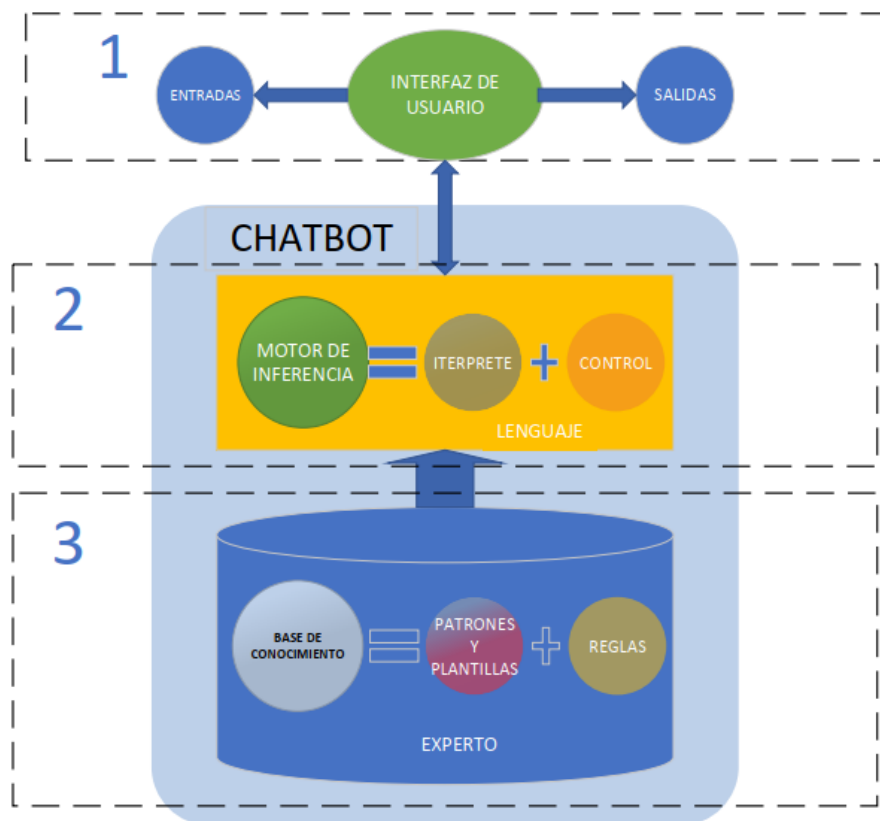 1
ENTRADAS
INTERFAZ DE
USUARIO
SALIDAS
CHATBOT
2
MOTOR DE
INFERENCIA
ITERPRETE
CONTROL
LENGUAJE
3
BASE DE
CONOCIMIENTO
PATRONES
Y
PLANTILLAS
REGLAS
EXPERTO